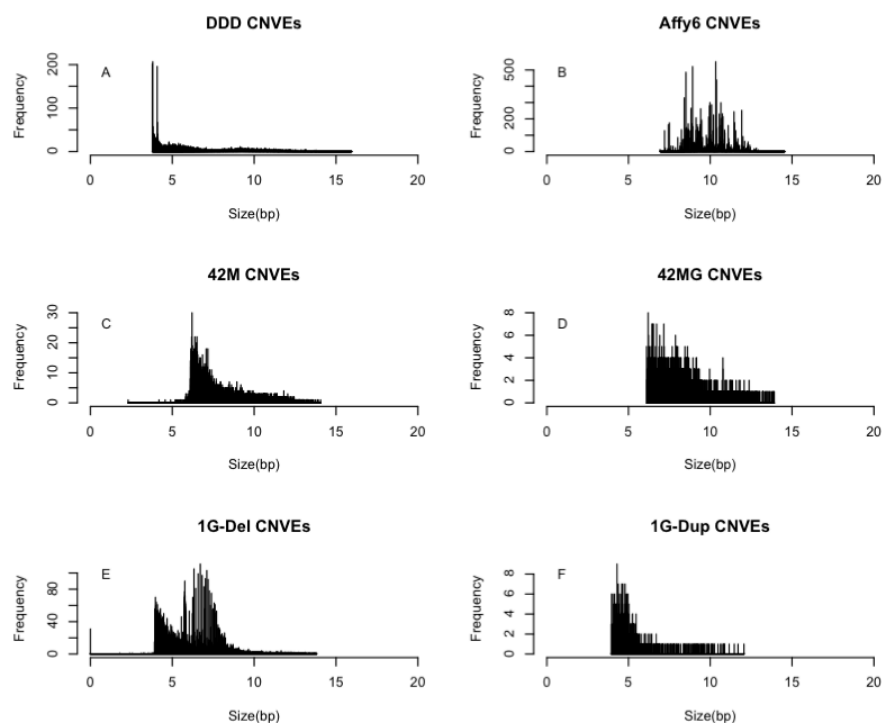 DDD CNVEs
A
Frequency
0
100
200
0
5
10
15
20
Size(bp)
Affy6 CNVEs
B
Frequency
0
200
500
0
5
10
15
20
Size(bp)
42M CNVEs
C
Frequency
0
10
20
30
0
5
10
15
20
Size(bp)
42MG CNVEs
D
Frequency
0
2
4
6
8
0
5
10
15
20
Size(bp)
1G-Del CNVEs
E
Frequency
0
40
80
0
5
10
15
20
Size(bp)
1G-Dup CNVEs
F
Frequency
0
2
4
6
8
0
5
10
15
20
Size(bp)